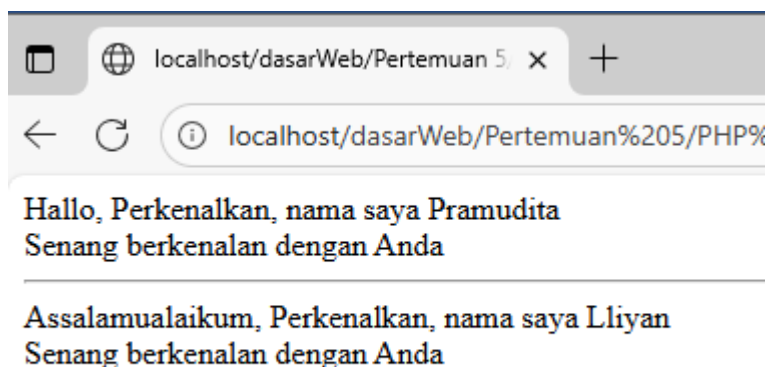 localhost/dasarWeb/Pertemuan 5/
localhost/dasarWeb/Pertemuan%205/PHP%
Hallo, Perkenalkan, nama saya Pramudita
Senang berkenalan dengan Anda
Assalamualaikum, Perkenalkan, nama saya Lliyan
Senang berkenalan dengan Anda